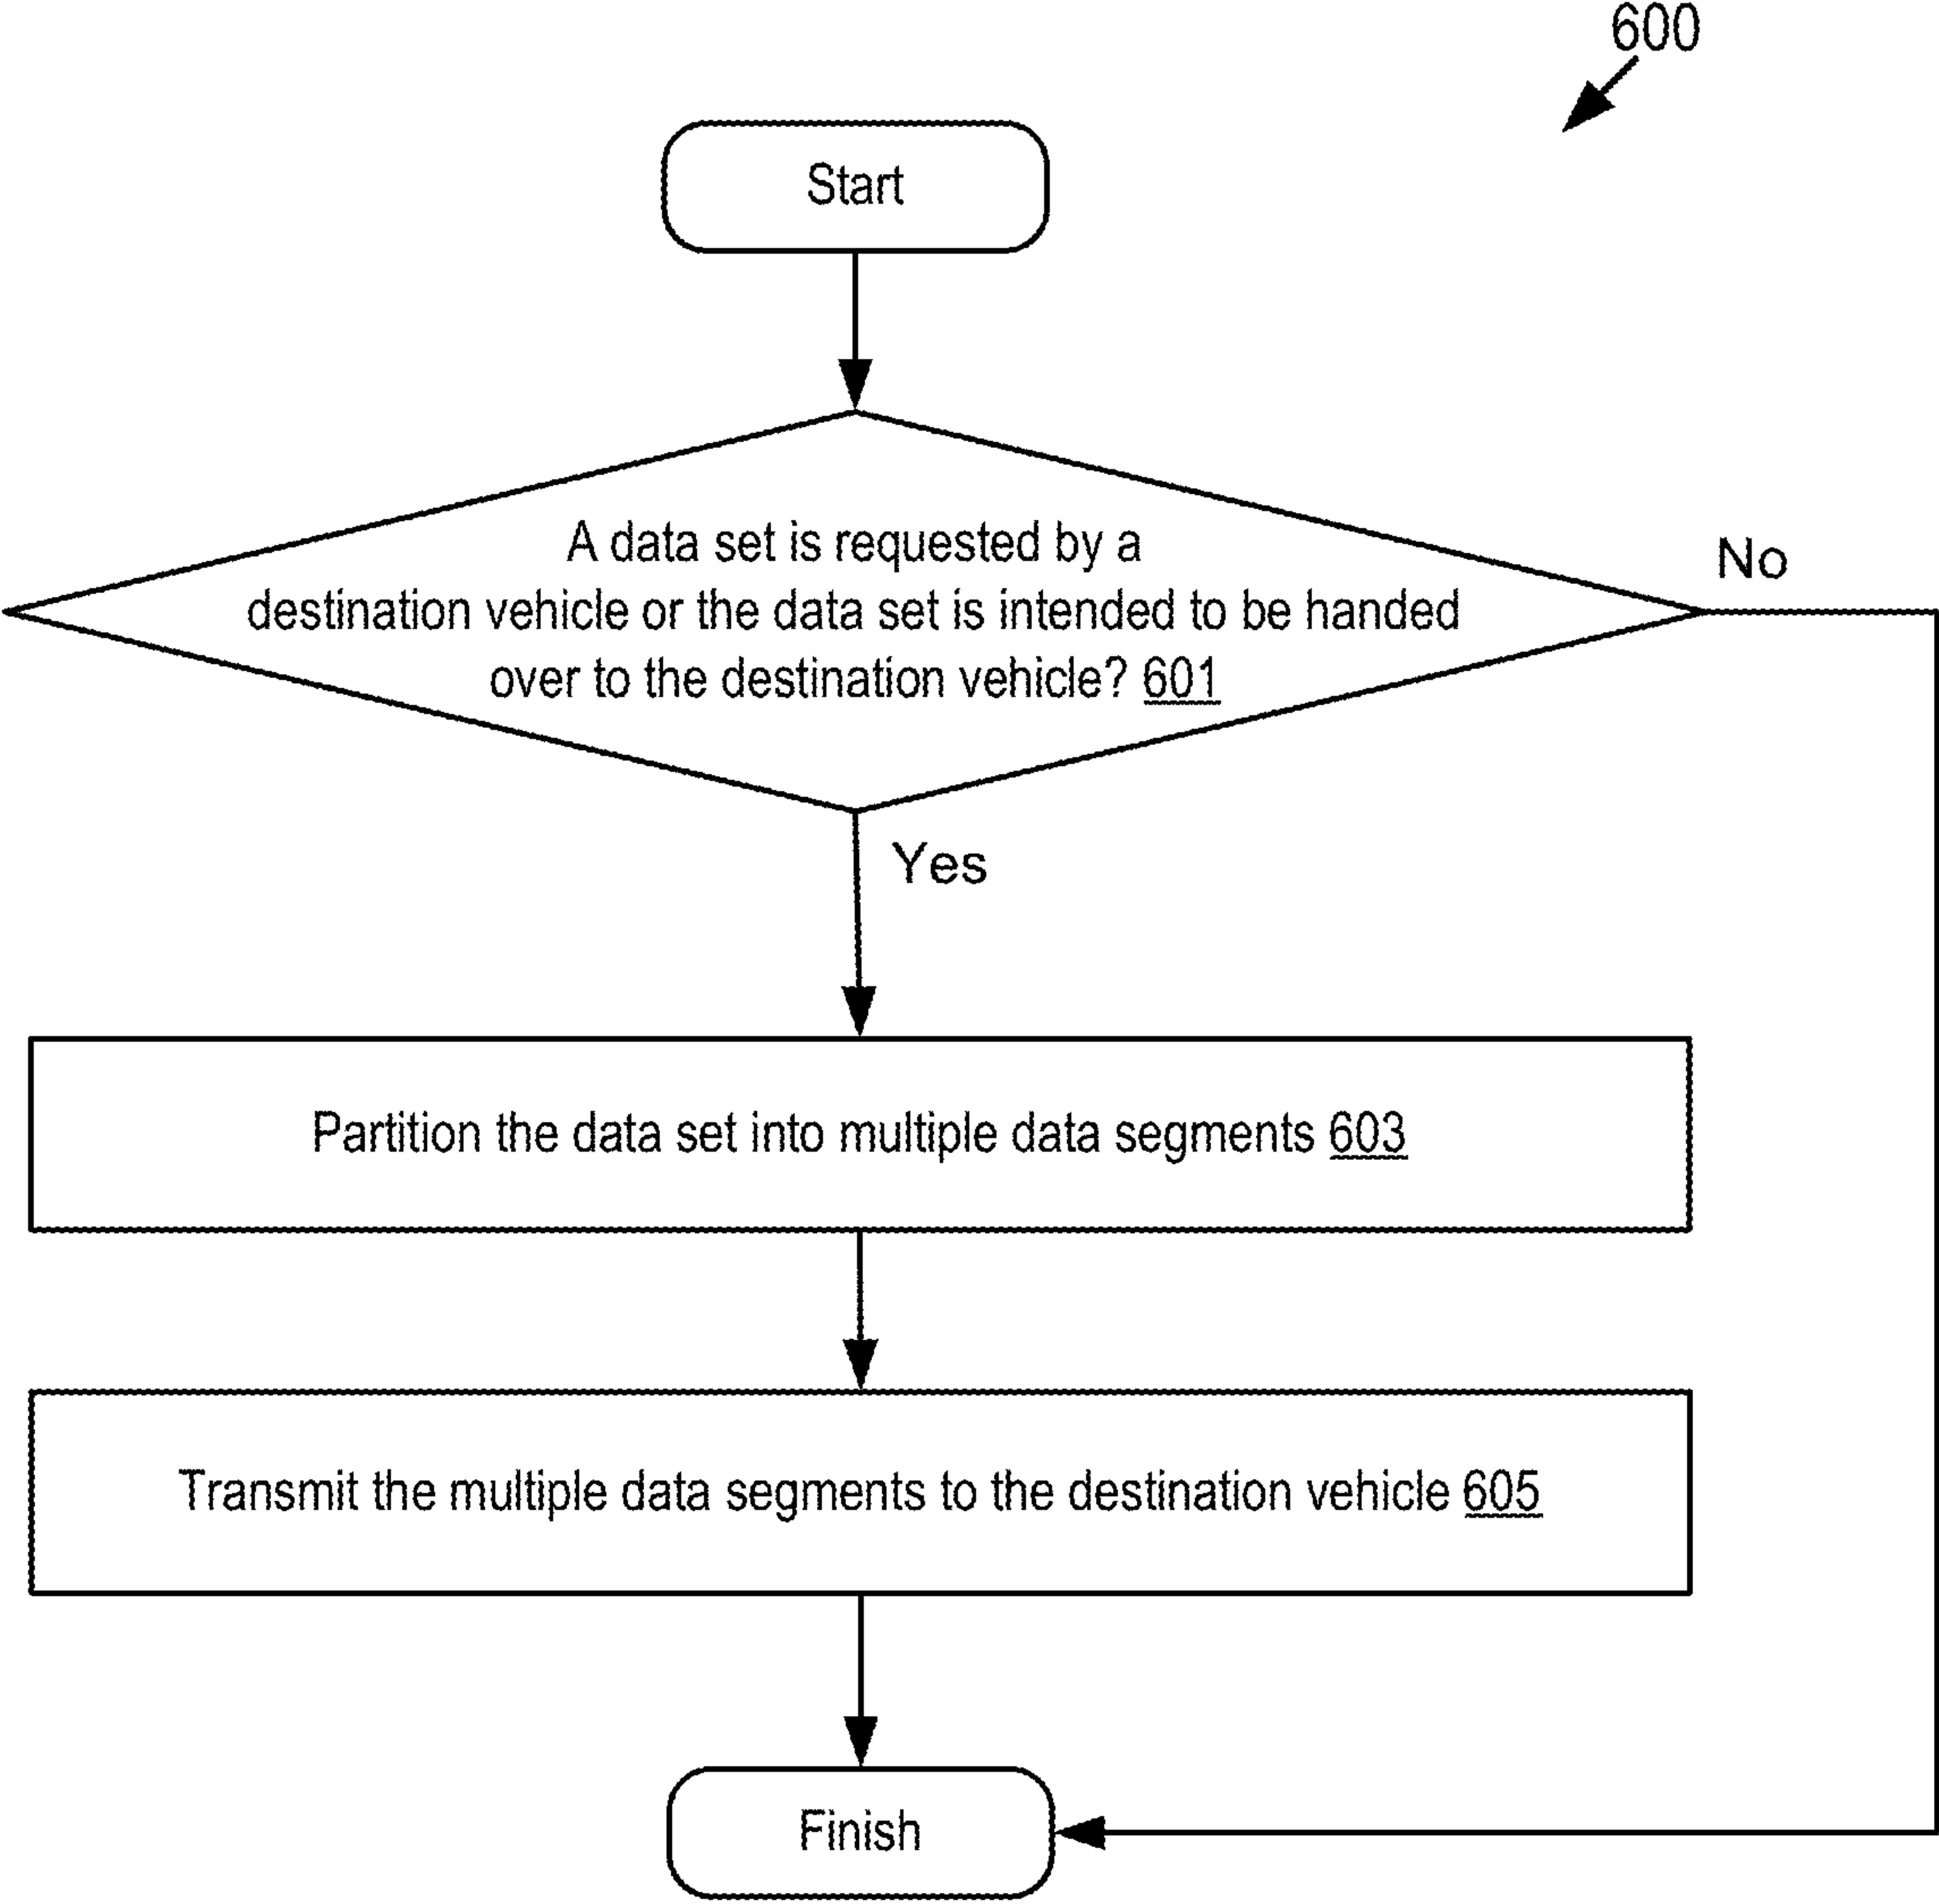 600
Start
A data set is requested by a
destination vehicle or the data set is intended to be handed
over to the destination vehicle? 601
No
Yes
Partition the data set into multiple data segments 603
Transmit the multiple data segments to the destination vehicle 605
Finish